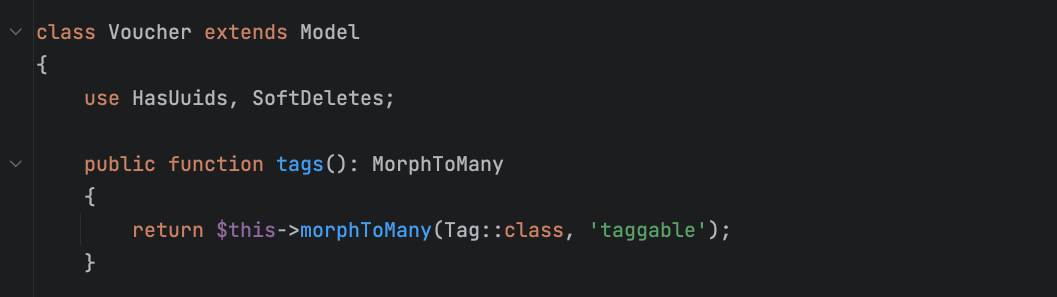 class Voucher extends Model
{
    use HasUuids, SoftDeletes;

    public function tags(): MorphToMany
    {
        return $this->morphToMany(Tag::class, 'taggable');
    }